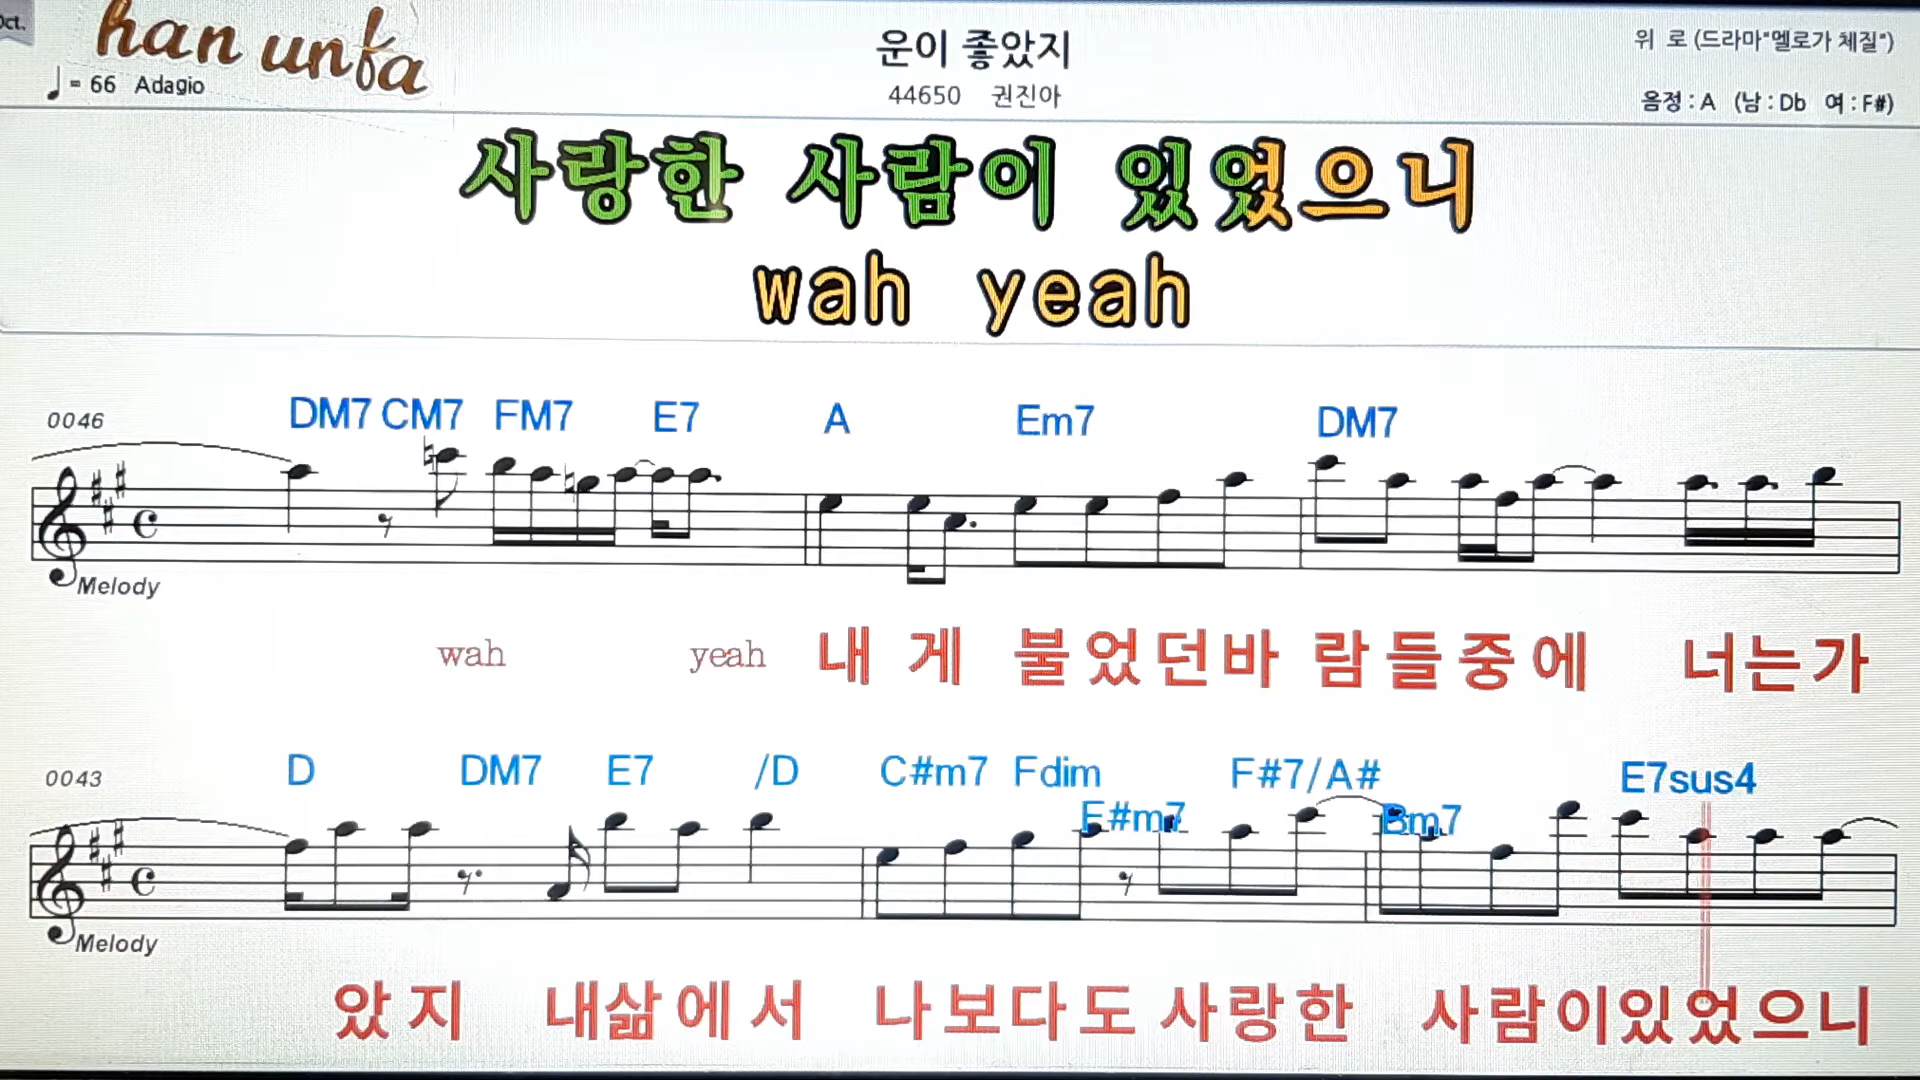 Oct.
han unfa
= 66 Adagio
운이 좋았지
44650 권진아
위 로 (드라마"멜로가 체질")
음정 : A (남 : Db 여 : F#)
사랑한 사람이 있었으니
wah yeah
0046
DM7 CM7 FM7 E7 A Em7 DM7
Melody
wah yeah 내 게 불었던바 람들중에 너는가
0043
D DM7 E7 /D C#m7 Fdim F#m7 F#7/A# Bm7 E7sus4
Melody
았지 내삶에서 나보다도 사랑한 사람이있었으니